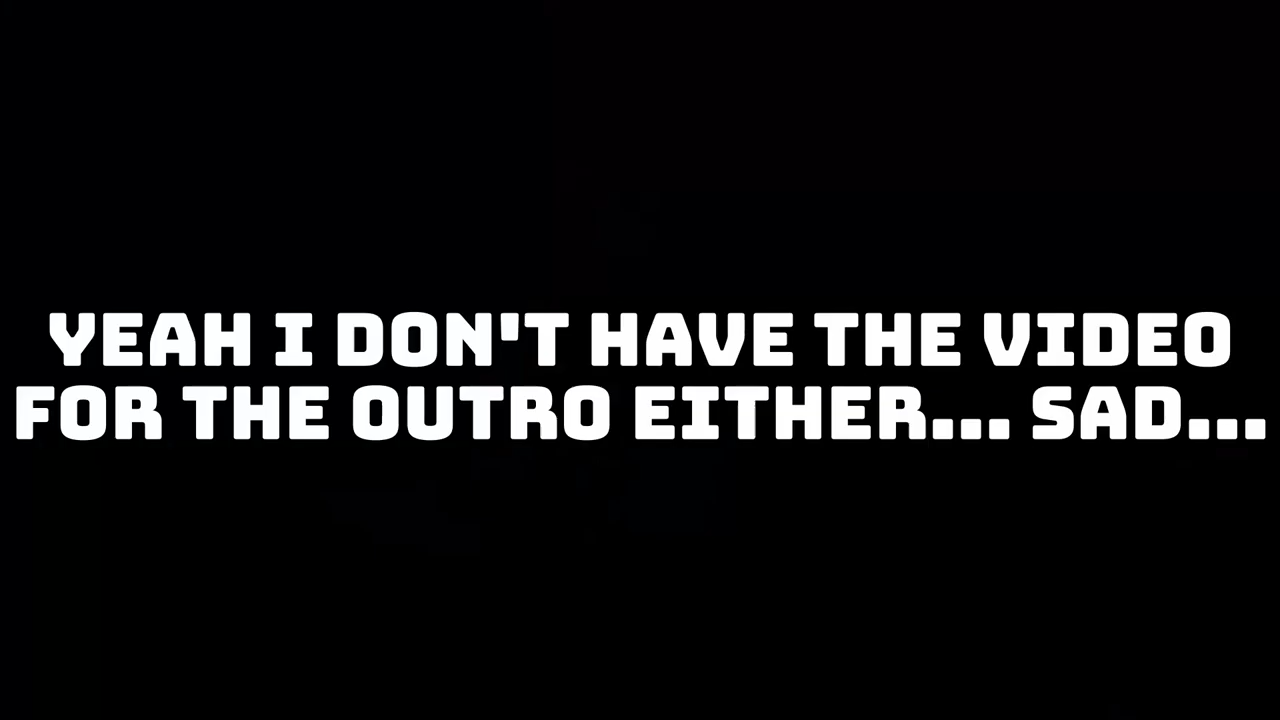 YEAH I DON'T HAVE THE VIDEO
FOR THE OUTRO EITHER... SAD...